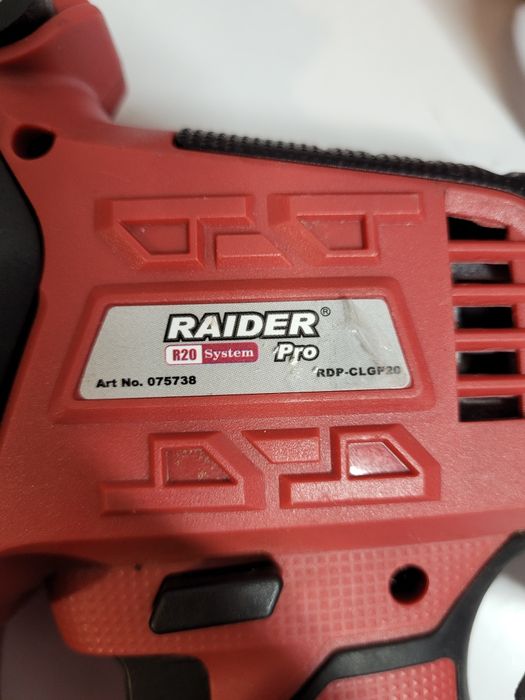 RAIDER®
R20 System Pro
Art No. 075738 RDP-CLGP20